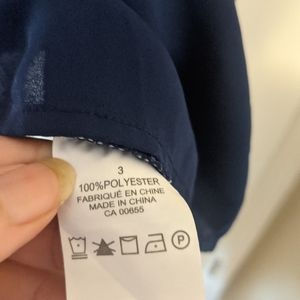 3
100%POLYESTER
FABRIQUÉ EN CHINE
MADE IN CHINA
CA 00655
P